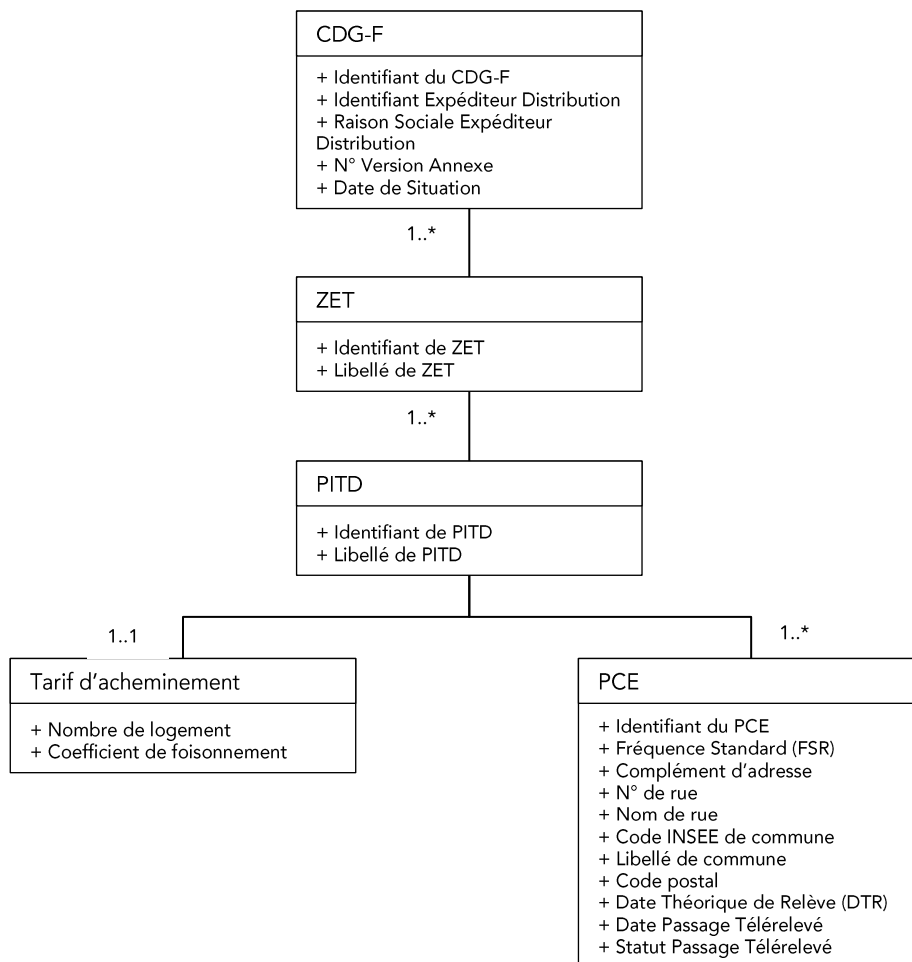 CDG-F
+ Identifiant du CDG-F
+ Identifiant Expéditeur Distribution
+ Raison Sociale Expéditeur
Distribution
+ N° Version Annexe
+ Date de Situation
1..*
ZET
+ Identifiant de ZET
+ Libellé de ZET
1..*
PITD
+ Identifiant de PITD
+ Libellé de PITD
1..1
1..*
Tarif d'acheminement
+ Nombre de logement
+ Coefficient de foisonnement
PCE
+ Identifiant du PCE
+ Fréquence Standard (FSR)
+ Complément d'adresse
+ N° de rue
+ Nom de rue
+ Code INSEE de commune
+ Libellé de commune
+ Code postal
+ Date Théorique de Relève (DTR)
+ Date Passage Télérelevé
+ Statut Passage Télérelevé